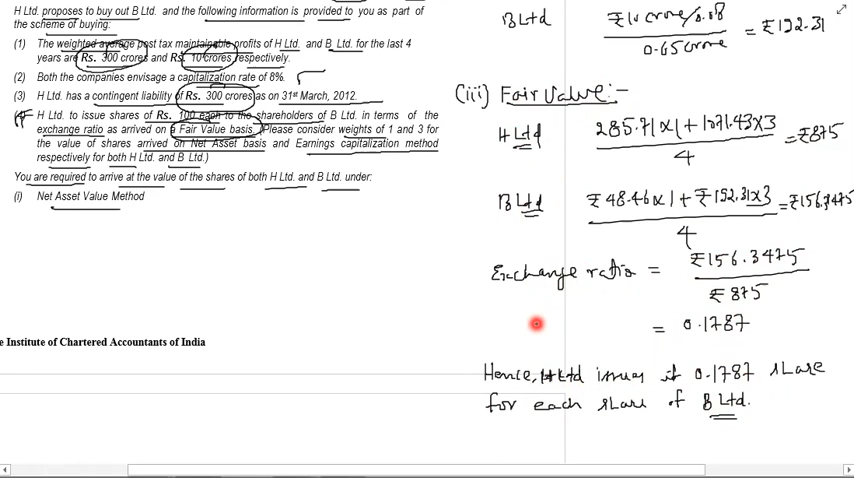 H Ltd. proposes to buy out B Ltd. and the following information is provided to you as part of
the scheme of buying:
(1) The weighted average post tax maintainable profits of H Ltd. and B Ltd. for the last 4
years are Rs. 300 crores and Rs. 10 crores respectively.
(2) Both the companies envisage a capitalization rate of 8%.
(3) H Ltd. has a contingent liability of Rs. 300 crores as on 31st March, 2012.
(4) H Ltd. to issue shares of Rs. 100 each to the shareholders of B Ltd. in terms of the
exchange ratio as arrived on a Fair Value basis. (Please consider weights of 1 and 3 for
the value of shares arrived on Net Asset basis and Earnings capitalization method
respectively for both H Ltd. and B Ltd.)
You are required to arrive at the value of the shares of both H Ltd. and B Ltd. under:
(i) Net Asset Value Method
e Institute of Chartered Accountants of India
B Ltd ₹10 crore/0.08
0.65 crore = ₹192.31
(iii) Fair Value:-
H Ltd 285.71x1+1071.43x3
4 = ₹875
B Ltd ₹48.46x1+₹192.31x3
4 = ₹156.3475
Exchange ratio = ₹156.3475
₹875
= 0.1787
Hence, H Ltd issues it 0.1787 share
for each share of B Ltd.